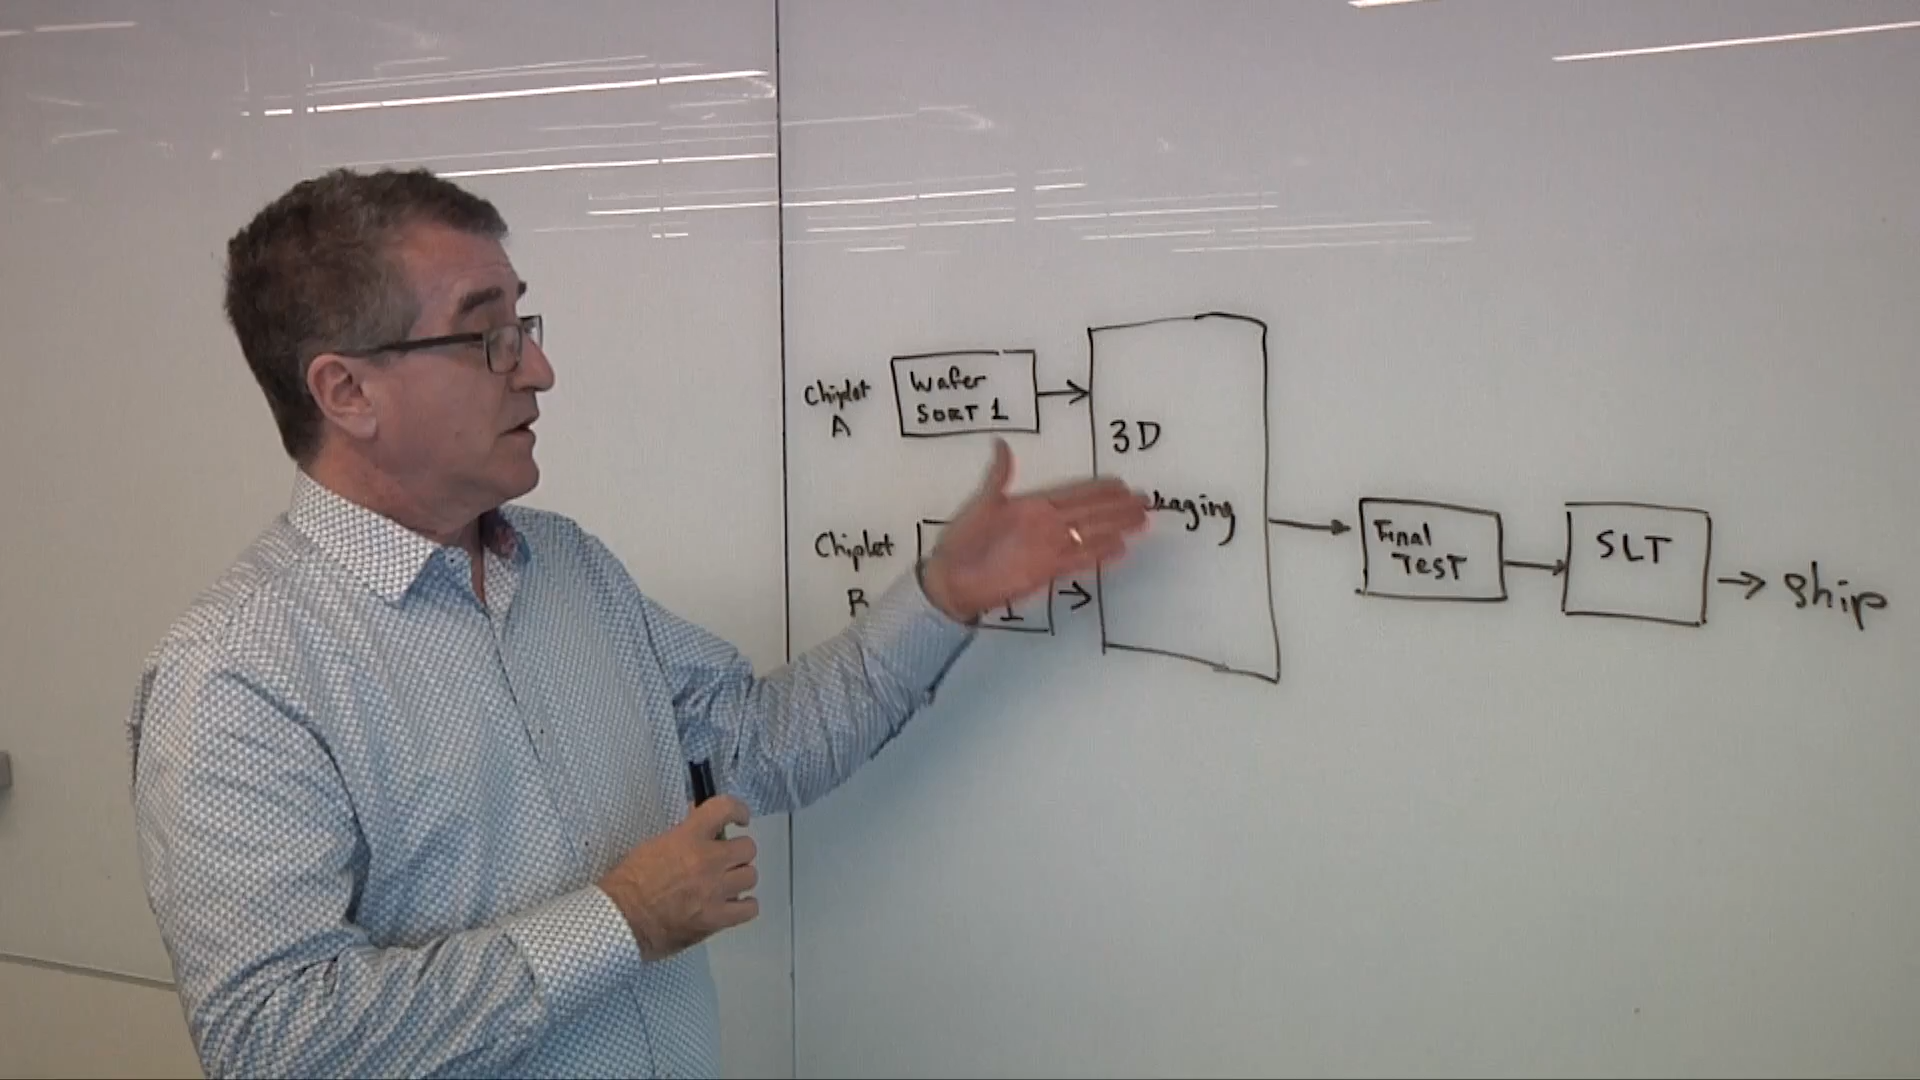 Chiplet
A
Wafer
SORT 1
3D
Chiplet
B
1
Final
TEST
SLT
Ship